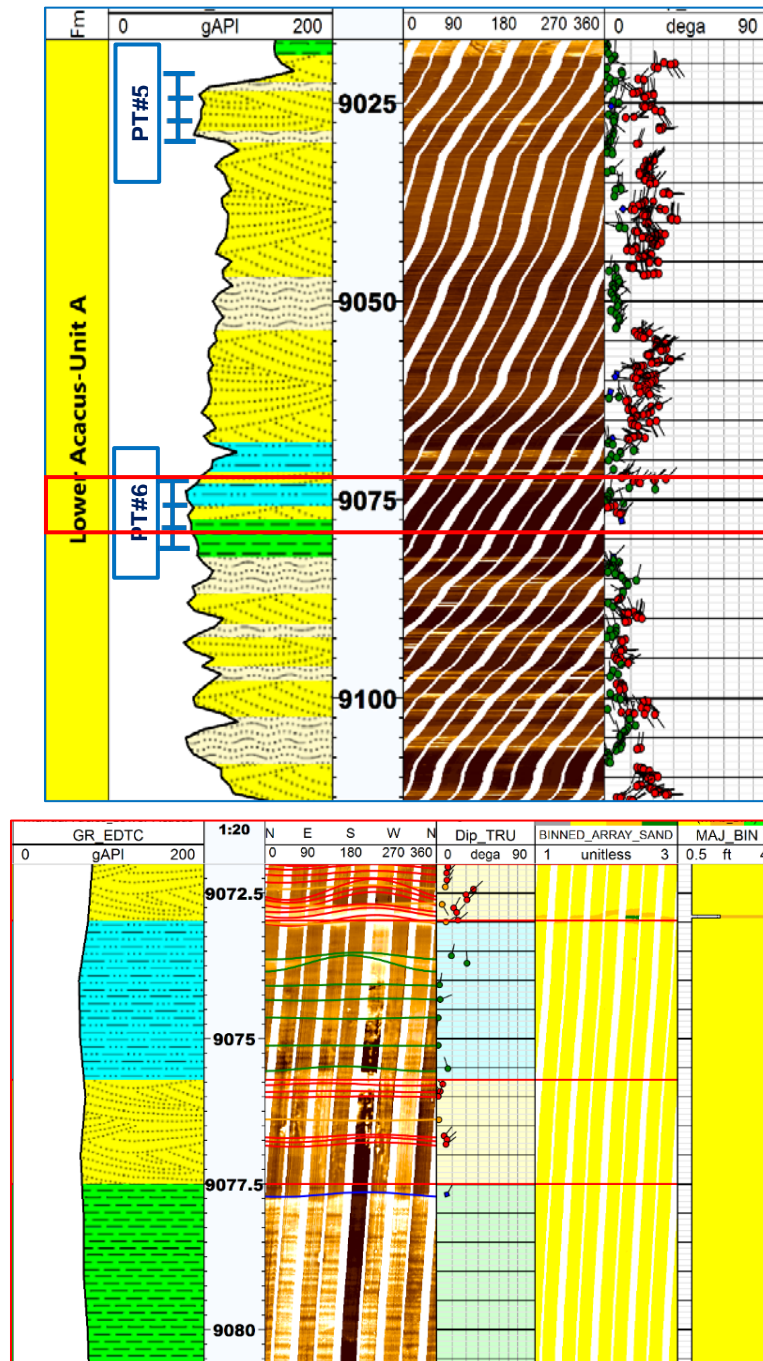 Fm
0 gAPI 200
0 90 180 270 360
0 dega 90
Lower Acacus-Unit A
PT#5
9025
9050
PT#6
9075
9100
GR_EDTC
0 gAPI 200
1:20
N E S W N
0 90 180 270 360
Dip_TRU
0 dega 90
BINNED_ARRAY_SAND
1 unitless 3
MAJ_BIN
0.5 ft 4
9072.5
9075
9077.5
9080